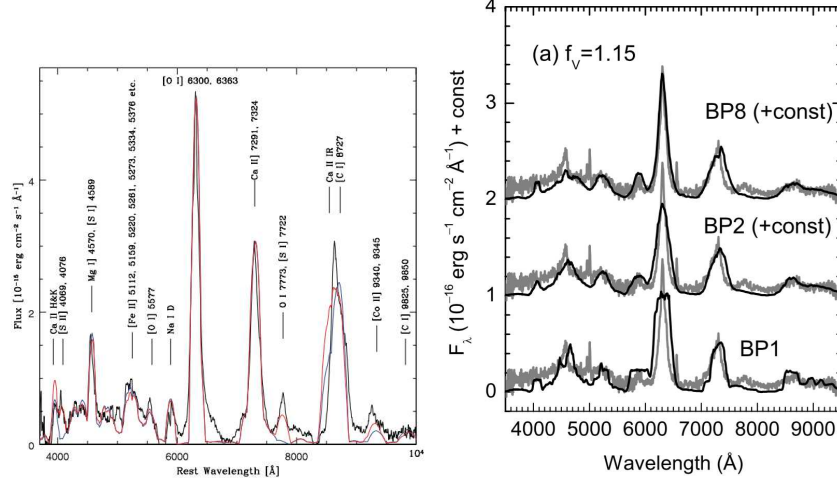 [O I] 6300, 6363
Ca II H&K
[S II] 4069, 4076
Mg I] 4570, [S I] 4589
[Fe II] 5112, 5159, 5220, 5261, 5273, 5334, 5376 etc.
[O I] 5577
Na I D
Ca II] 7291, 7324
O I 7773, [S I] 7722
Ca II IR
[C I] 8727
[Co II] 9340, 9345
[C I] 9825, 9850
Flux [10⁻¹⁵ erg cm⁻² s⁻¹ Å⁻¹]
4
2
0
4000
6000
8000
10⁴
Rest Wavelength [Å]
(a) fV=1.15
BP8 (+const)
BP2 (+const)
BP1
Fλ (10⁻¹⁶ erg s⁻¹ cm⁻² Å⁻¹) + const
4
3
2
1
0
4000
5000
6000
7000
8000
9000
Wavelength (Å)